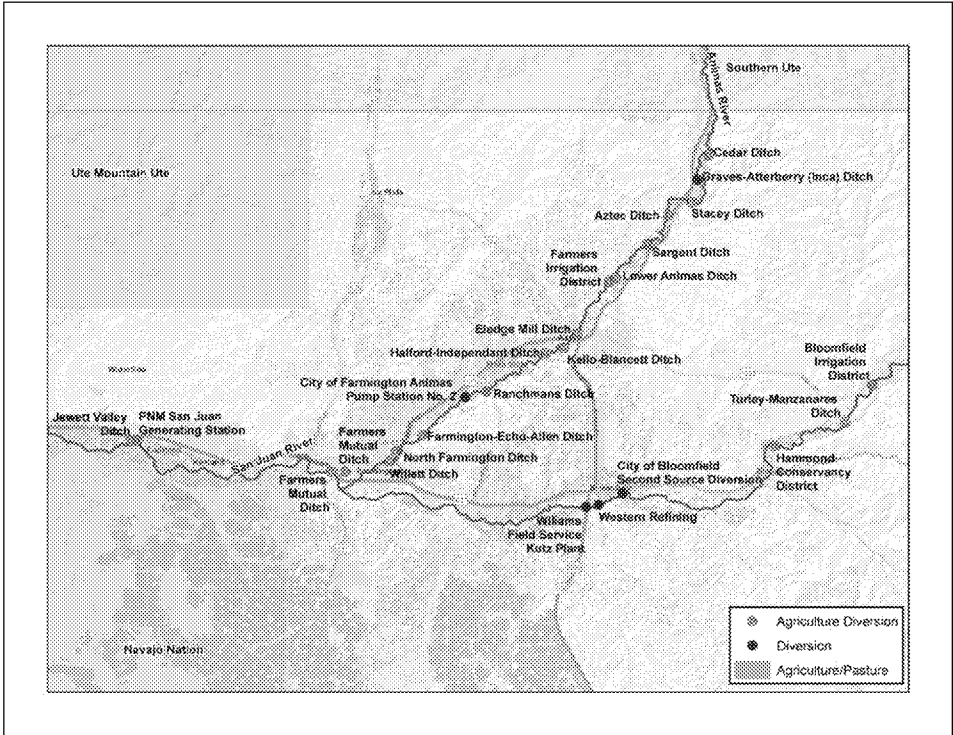 Southern Ute
Animas River
Cedar Ditch
Ute Mountain Ute
Graves-Atterberry (Inca) Ditch
Aztec Ditch
Stacey Ditch
Sargent Ditch
Farmers
Irrigation
District
Lower Animas Ditch
Eledge Mill Ditch
Halford-Independant Ditch
Kello-Blancett Ditch
Bloomfield
Irrigation
District
City of Farmington Animas
Pump Station No. 2
Ranchmans Ditch
Turley-Manzanares
Ditch
Jewett Valley
Ditch
PNM San Juan
Generating Station
San Juan River
Farmers
Mutual
Ditch
Farmington-Echo-Allen Ditch
North Farmington Ditch
Willett Ditch
Farmers
Mutual
Ditch
City of Bloomfield
Second Source Diversion
Hammond
Conservancy
District
Western Refining
Williams
Field Service
Kutz Plant
Navajo Nation
Agriculture Diversion
Diversion
Agriculture/Pasture